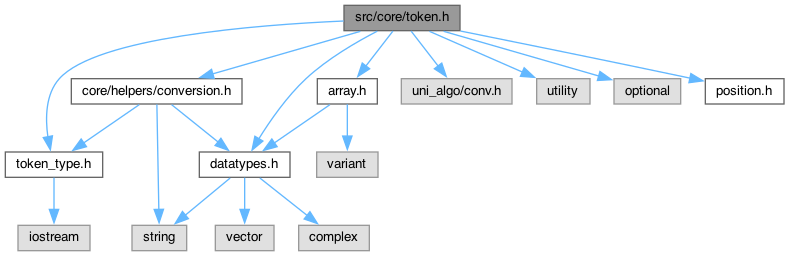 src/core/token.h
core/helpers/conversion.h
array.h
uni_algo/conv.h
utility
optional
position.h
token_type.h
datatypes.h
variant
iostream
string
vector
complex